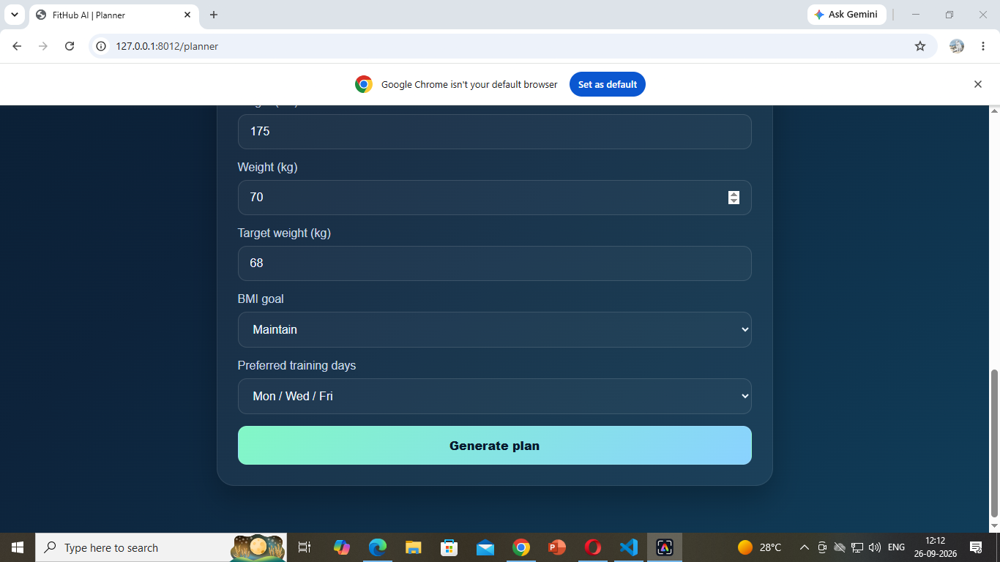 FitHub AI | Planner
Ask Gemini
127.0.0.1:8012/planner
Google Chrome isn't your default browser
Set as default
175
Weight (kg)
70
Target weight (kg)
68
BMI goal
Maintain
Preferred training days
Mon / Wed / Fri
Generate plan
Type here to search
28°C
ENG
12:12
26-09-2026